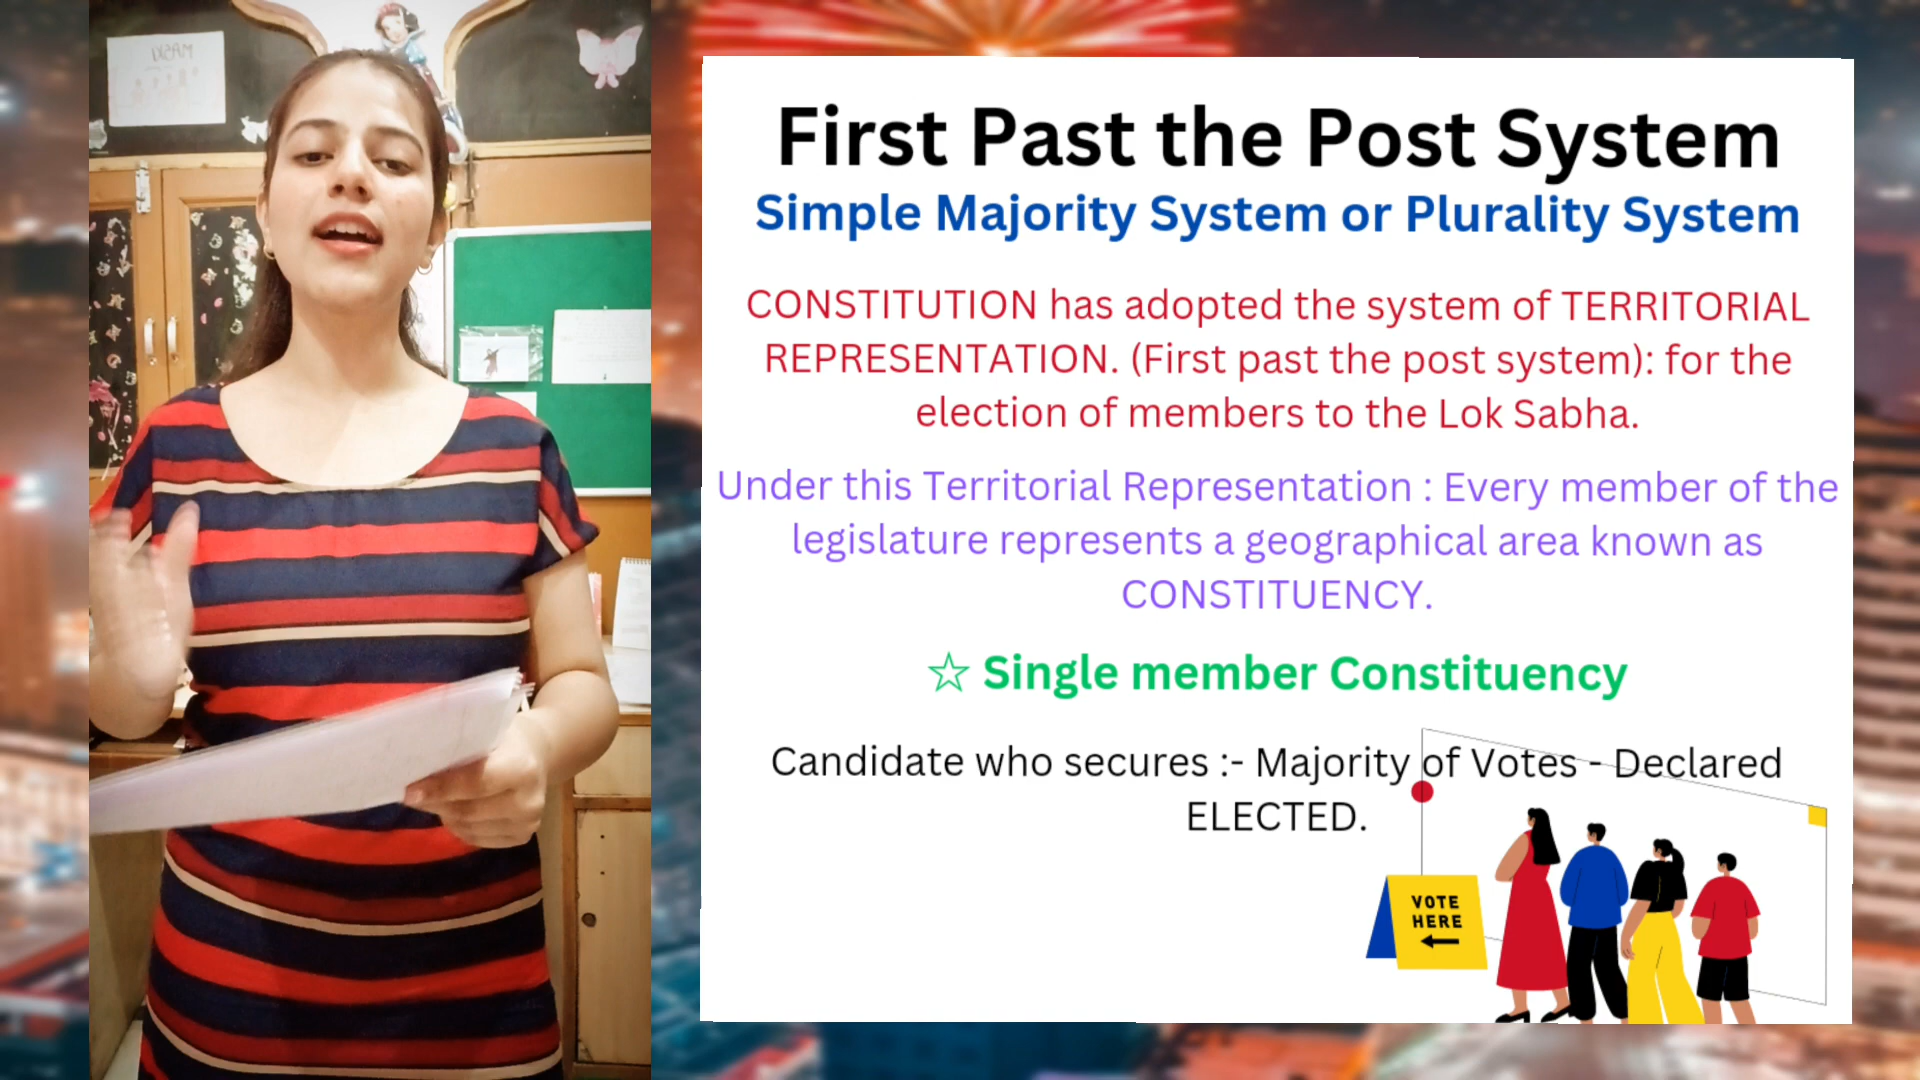 First Past the Post System
Simple Majority System or Plurality System
CONSTITUTION has adopted the system of TERRITORIAL
REPRESENTATION. (First past the post system): for the
election of members to the Lok Sabha.
Under this Territorial Representation : Every member of the
legislature represents a geographical area known as
CONSTITUENCY.
☆ Single member Constituency
Candidate who secures :- Majority of Votes - Declared
ELECTED.
VOTE
HERE